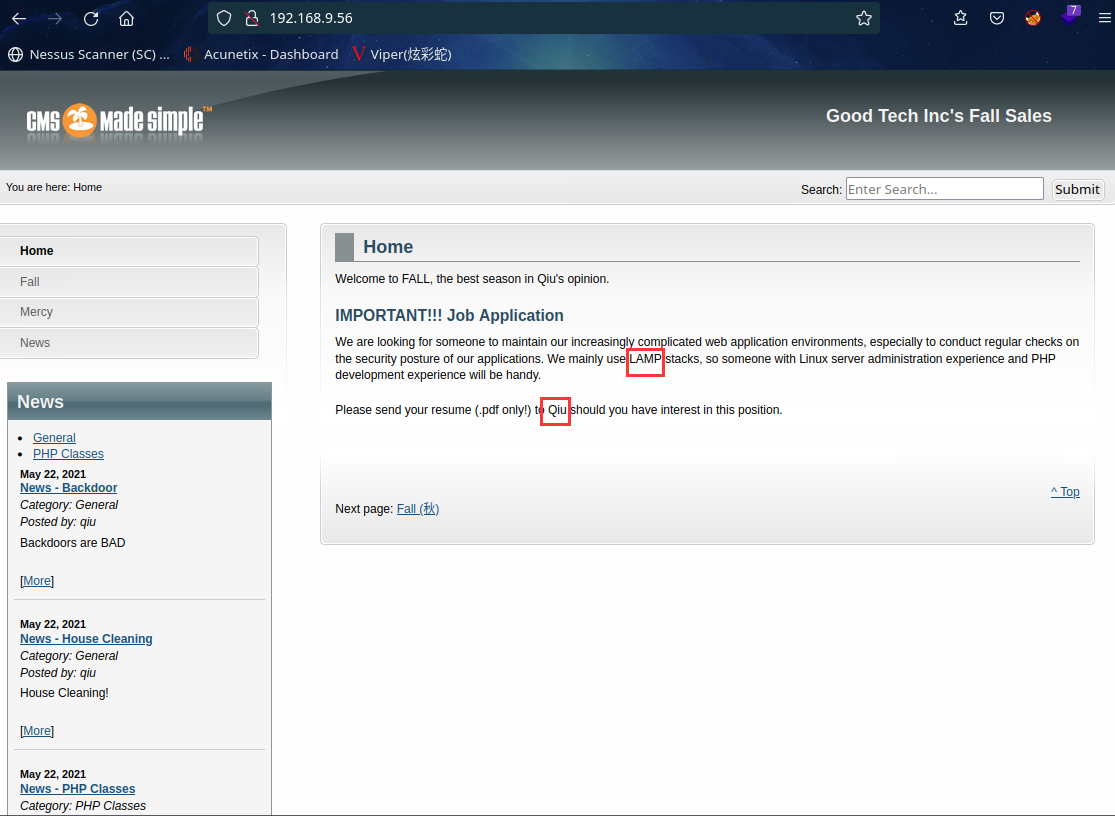 192.168.9.56
7
Nessus Scanner (SC) ...
Acunetix - Dashboard
Viper(炫彩蛇)
CMS Made Simple™
Good Tech Inc's Fall Sales
You are here: Home
Search: Enter Search... Submit
Home
Fall
Mercy
News
News
General
PHP Classes
May 22, 2021
News - Backdoor
Category: General
Posted by: qiu
Backdoors are BAD
[More]
May 22, 2021
News - House Cleaning
Category: General
Posted by: qiu
House Cleaning!
[More]
May 22, 2021
News - PHP Classes
Category: PHP Classes
Home
Welcome to FALL, the best season in Qiu's opinion.
IMPORTANT!!! Job Application
We are looking for someone to maintain our increasingly complicated web application environments, especially to conduct regular checks on
the security posture of our applications. We mainly use LAMP stacks, so someone with Linux server administration experience and PHP
development experience will be handy.
Please send your resume (.pdf only!) to Qiu should you have interest in this position.
^ Top
Next page: Fall (秋)